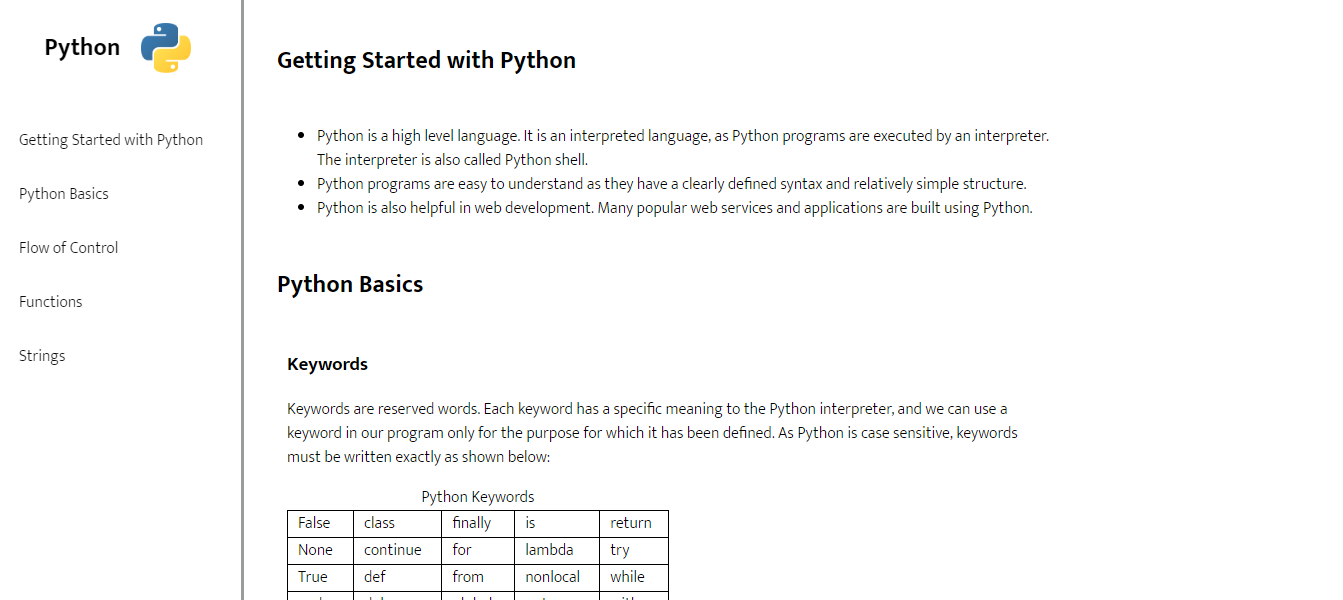 Python
Getting Started with Python
Python Basics
Flow of Control
Functions
Strings
Getting Started with Python
Python is a high level language. It is an interpreted language, as Python programs are executed by an interpreter.
The interpreter is also called Python shell.
Python programs are easy to understand as they have a clearly defined syntax and relatively simple structure.
Python is also helpful in web development. Many popular web services and applications are built using Python.
Python Basics
Keywords
Keywords are reserved words. Each keyword has a specific meaning to the Python interpreter, and we can use a
keyword in our program only for the purpose for which it has been defined. As Python is case sensitive, keywords
must be written exactly as shown below:
Python Keywords
False class finally is return
None continue for lambda try
True def from nonlocal while